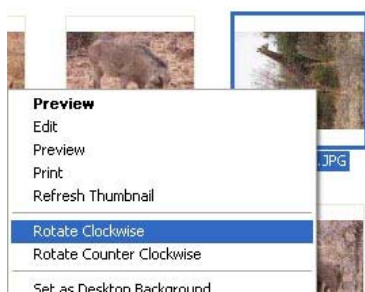 .JPG
Preview
Edit
Preview
Print
Refresh Thumbnail
Rotate Clockwise
Rotate Counter Clockwise
Set as Desktop Background